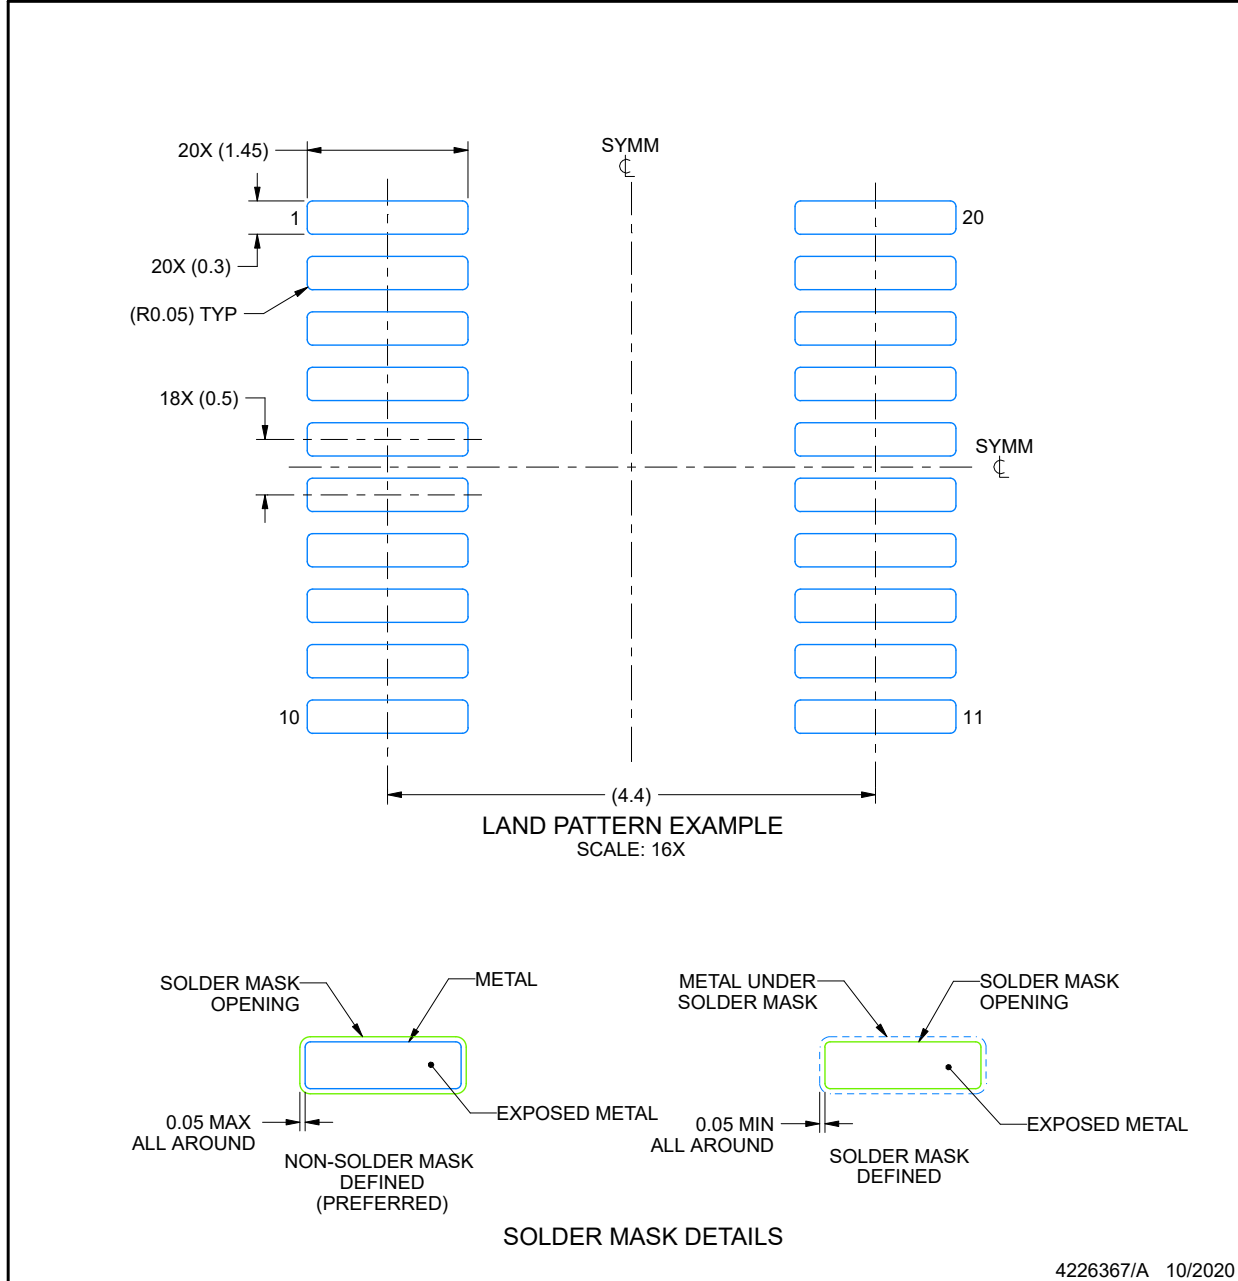 20X (1.45)
SYMM
℄
1
20
20X (0.3)
(R0.05) TYP
18X (0.5)
SYMM
℄
10
11
(4.4)
LAND PATTERN EXAMPLE
SCALE: 16X
SOLDER MASK
OPENING
METAL
EXPOSED METAL
0.05 MAX
ALL AROUND
NON-SOLDER MASK
DEFINED
(PREFERRED)
METAL UNDER
SOLDER MASK
SOLDER MASK
OPENING
EXPOSED METAL
0.05 MIN
ALL AROUND
SOLDER MASK
DEFINED
SOLDER MASK DETAILS
4226367/A 10/2020